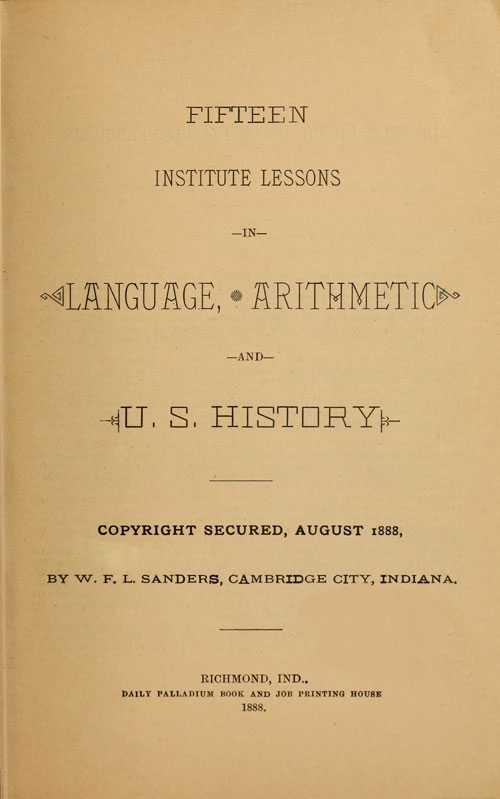 FIFTEEN
INSTITUTE LESSONS
—IN—
LANGUAGE, ARITHMETIC
—AND—
U. S. HISTORY
COPYRIGHT SECURED, AUGUST 1888,
BY W. F. L. SANDERS, CAMBRIDGE CITY, INDIANA.
RICHMOND, IND..
DAILY PALLADIUM BOOK AND JOB PRINTING HOUSE
1888.